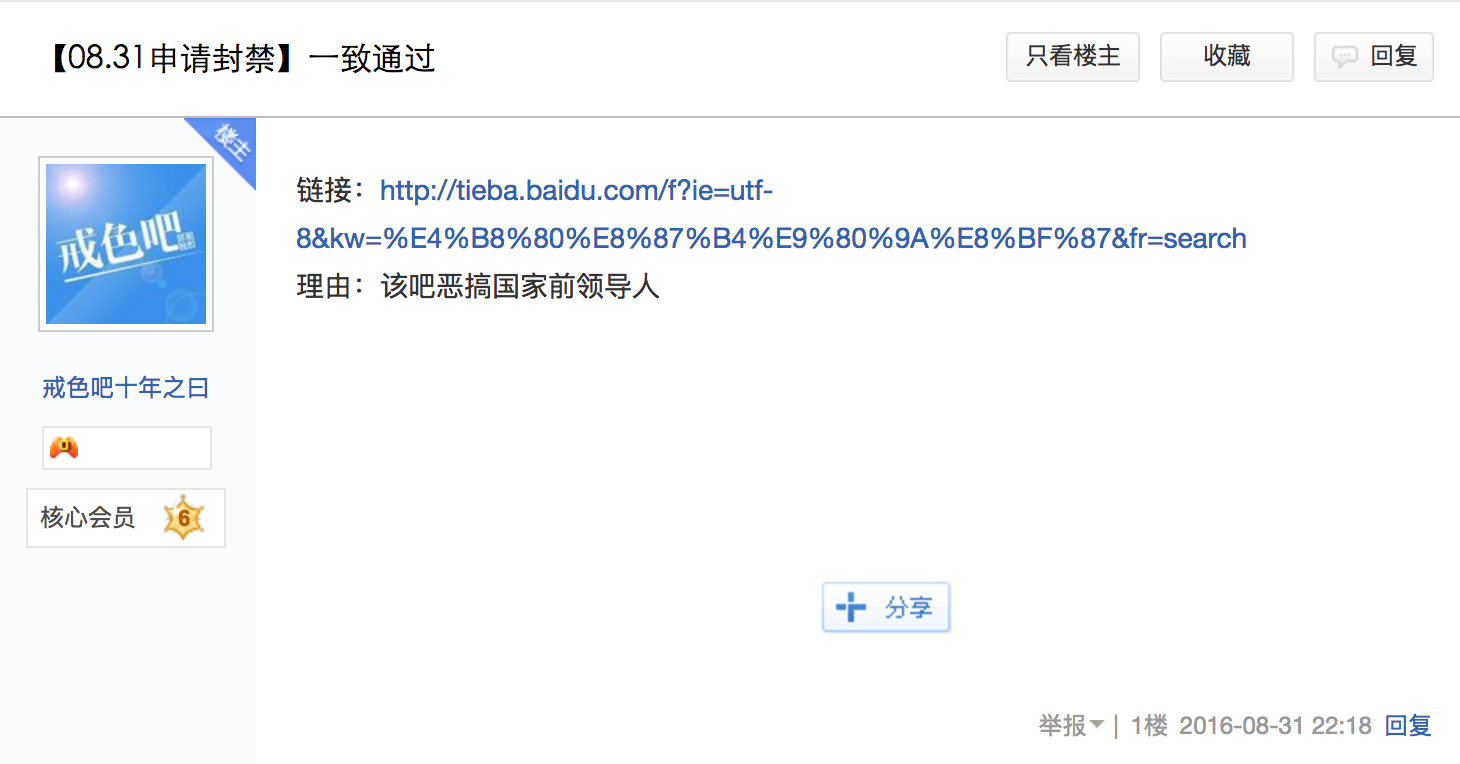 【08.31申请封禁】一致通过
只看楼主
收藏
回复
楼主
戒色吧
链接：http://tieba.baidu.com/f?ie=utf-
8&kw=%E4%B8%80%E8%87%B4%E9%80%9A%E8%BF%87&fr=search
理由：该吧恶搞国家前领导人
戒色吧十年之曰
核心会员 6
分享
举报 | 1楼 2016-08-31 22:18 回复